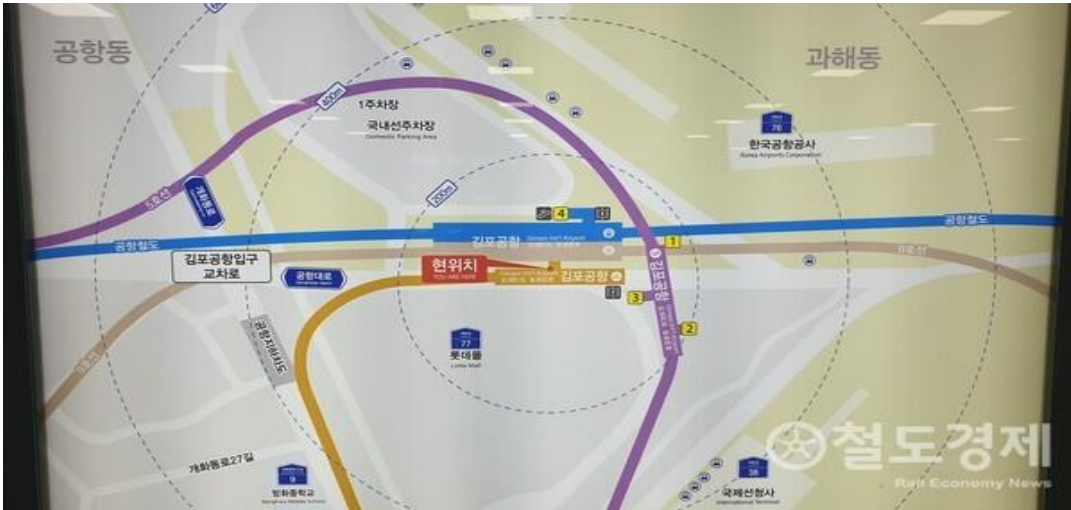 공항동
과해동
400m
1주차장
국내선주차장
Domestic Parking Area
76
한국공항공사
Korea Airports Corporation
5호선
개화동로
200m
4
공항철도
공항철도
김포공항
1
9호선
김포공항입구
교차로
현위치
YOU ARE HERE
공항대로
김포공항
김포공항
3
2
공항지하차도
77
롯데몰
Lotte Mall
9호선
개화동로27길
9
방화중학교
Banghwa Middle School
38
국제선청사
International Terminal
철도경제
Rail Economy News